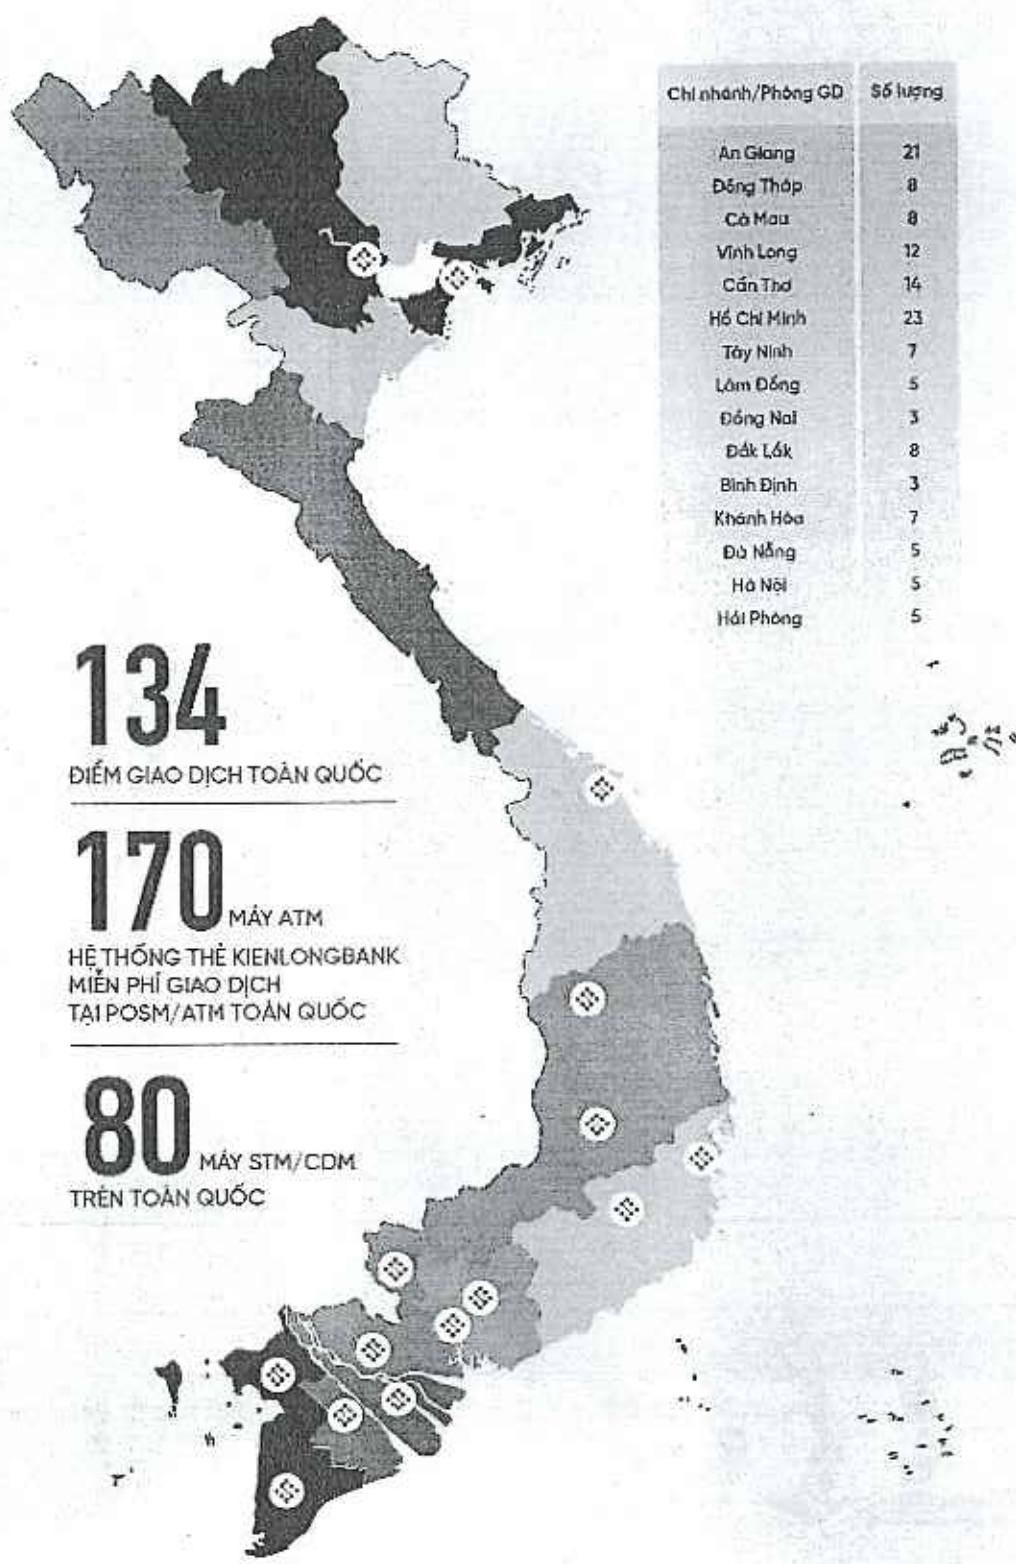 Chi nhánh/Phòng GD Số lượng
An Giang 21
Đồng Tháp 8
Cà Mau 8
Vĩnh Long 12
Cần Thơ 14
Hồ Chí Minh 23
Tây Ninh 7
Lâm Đồng 5
Đồng Nai 3
Đắk Lắk 8
Bình Định 3
Khánh Hòa 7
Đà Nẵng 5
Hà Nội 5
Hải Phòng 5
134
ĐIỂM GIAO DỊCH TOÀN QUỐC
170 MÁY ATM
HỆ THỐNG THẺ KIENLONGBANK
MIỄN PHÍ GIAO DỊCH
TẠI POSM/ATM TOÀN QUỐC
80 MÁY STM/CDM
TRÊN TOÀN QUỐC